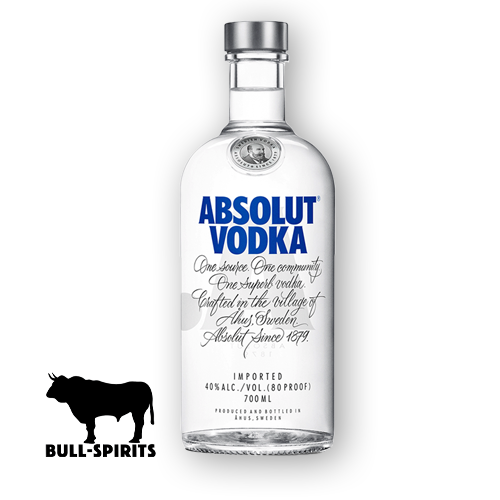 ABSOLUT
VODKA
One source. One community.
One superb vodka.
Crafted in the village of
Åhus, Sweden.
Absolut Since 1879.
IMPORTED
40% ALC./VOL. (80 PROOF)
700ML
PRODUCED AND BOTTLED IN
ÅHUS, SWEDEN
BULL-SPIRITS